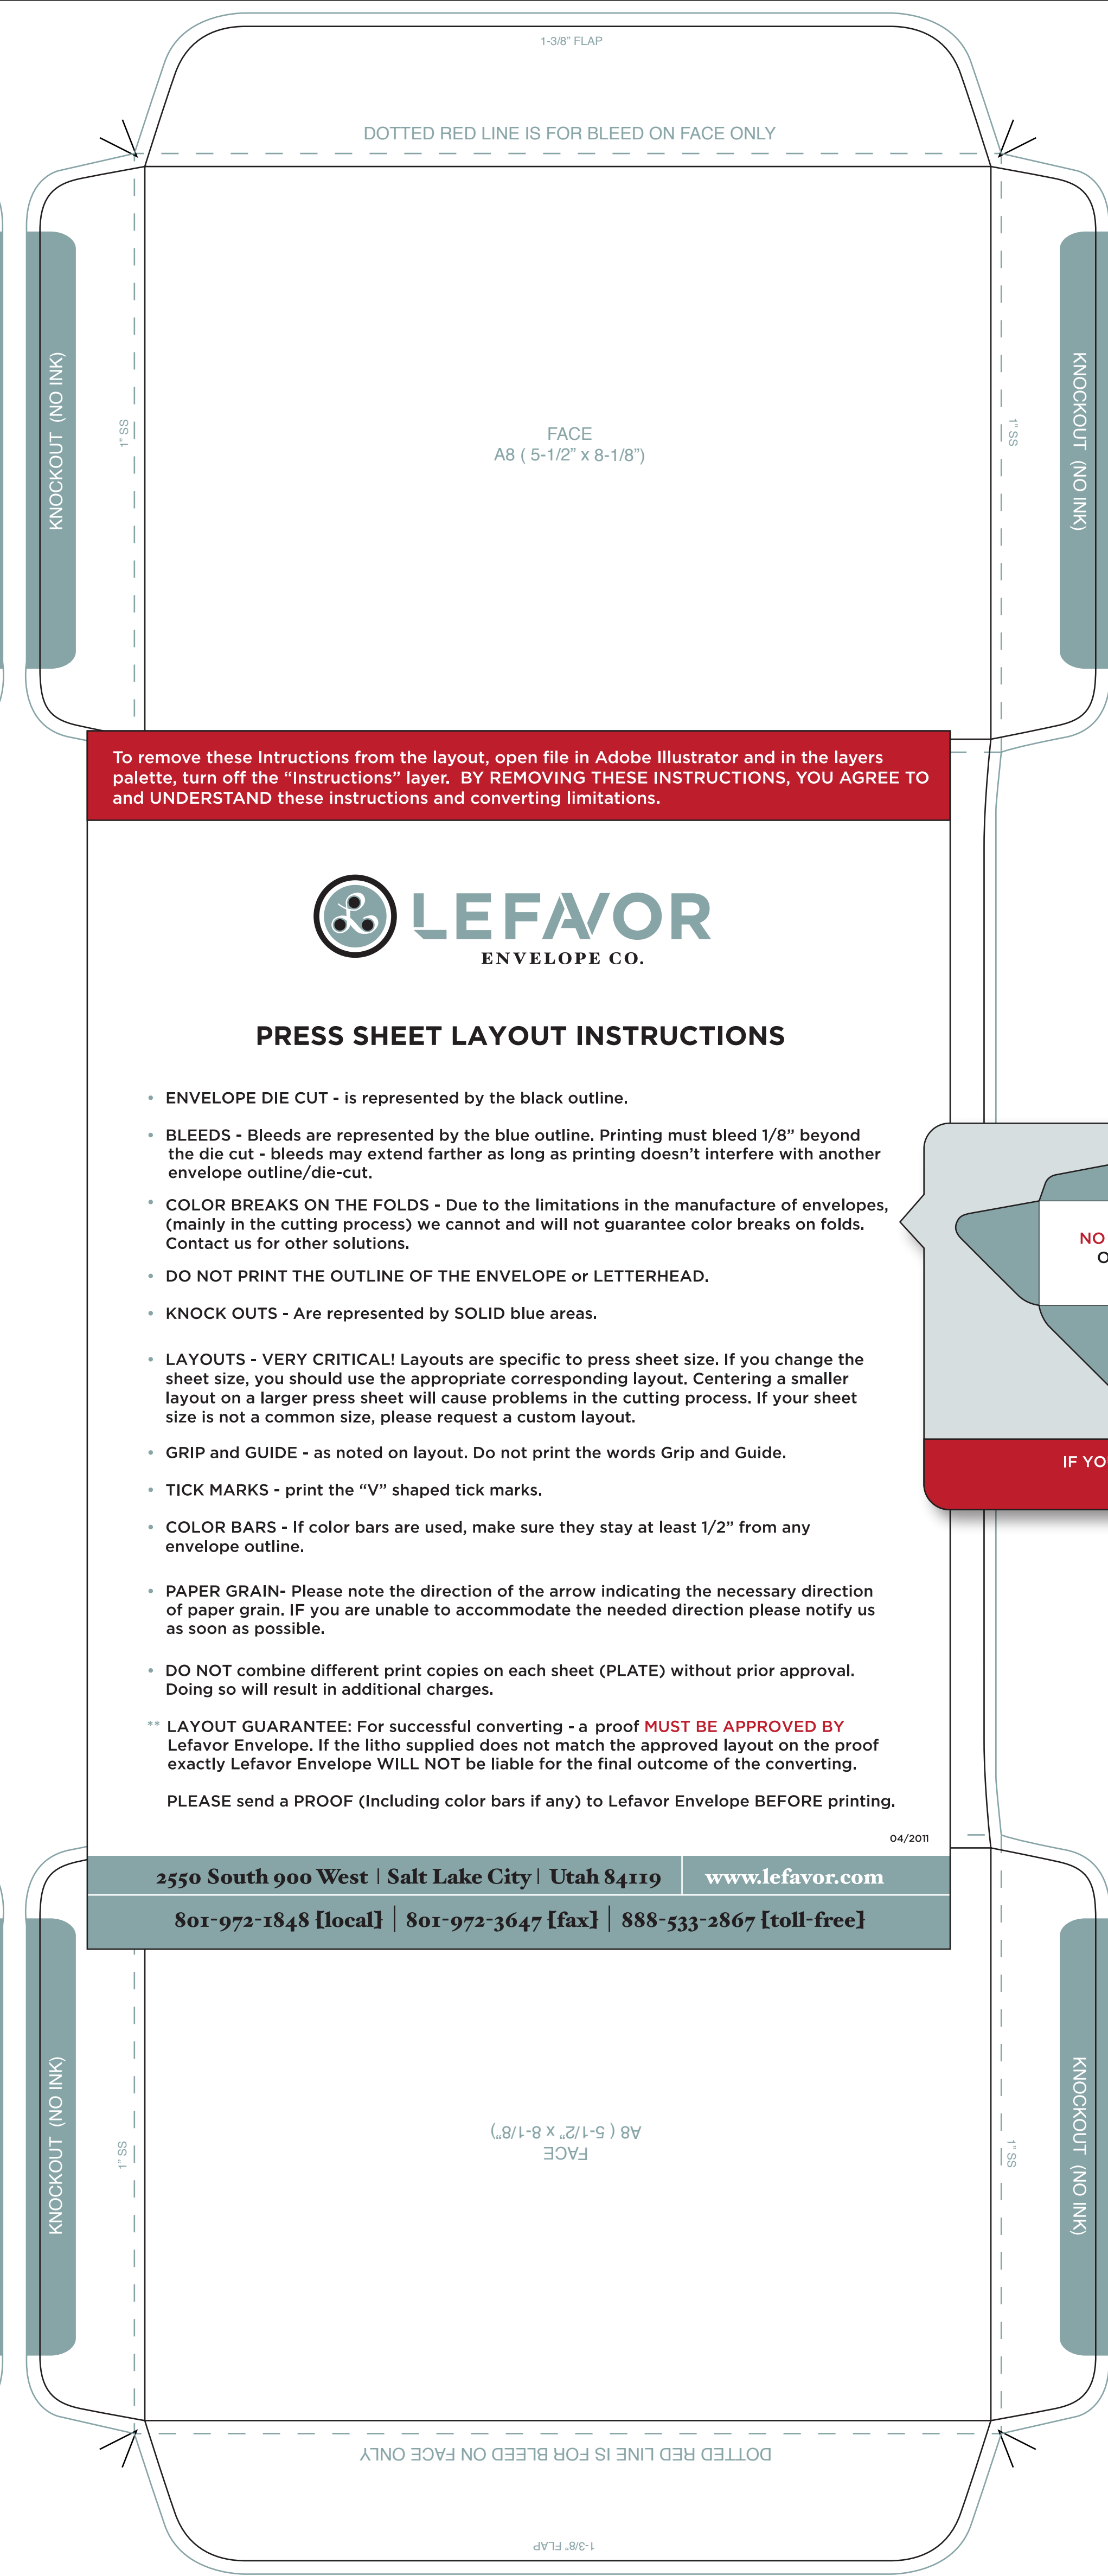 1-3/8” FLAP
DOTTED RED LINE IS FOR BLEED ON FACE ONLY
KNOCKOUT (NO INK)
1” SS
FACE
A8 ( 5-1/2” x 8-1/8”)
1” SS
KNOCKOUT (NO INK)
To remove these Intructions from the layout, open file in Adobe Illustrator and in the layers
palette, turn off the “Instructions” layer. BY REMOVING THESE INSTRUCTIONS, YOU AGREE TO
and UNDERSTAND these instructions and converting limitations.
LEFAVOR
ENVELOPE CO.
PRESS SHEET LAYOUT INSTRUCTIONS
• ENVELOPE DIE CUT - is represented by the black outline.
• BLEEDS - Bleeds are represented by the blue outline. Printing must bleed 1/8” beyond
the die cut - bleeds may extend farther as long as printing doesn’t interfere with another
envelope outline/die-cut.
• COLOR BREAKS ON THE FOLDS - Due to the limitations in the manufacture of envelopes,
(mainly in the cutting process) we cannot and will not guarantee color breaks on folds.
Contact us for other solutions.
• DO NOT PRINT THE OUTLINE OF THE ENVELOPE or LETTERHEAD.
• KNOCK OUTS - Are represented by SOLID blue areas.
• LAYOUTS - VERY CRITICAL! Layouts are specific to press sheet size. If you change the
sheet size, you should use the appropriate corresponding layout. Centering a smaller
layout on a larger press sheet will cause problems in the cutting process. If your sheet
size is not a common size, please request a custom layout.
• GRIP and GUIDE - as noted on layout. Do not print the words Grip and Guide.
• TICK MARKS - print the “V” shaped tick marks.
• COLOR BARS - If color bars are used, make sure they stay at least 1/2” from any
envelope outline.
• PAPER GRAIN- Please note the direction of the arrow indicating the necessary direction
of paper grain. IF you are unable to accommodate the needed direction please notify us
as soon as possible.
• DO NOT combine different print copies on each sheet (PLATE) without prior approval.
Doing so will result in additional charges.
** LAYOUT GUARANTEE: For successful converting - a proof MUST BE APPROVED BY
Lefavor Envelope. If the litho supplied does not match the approved layout on the proof
exactly Lefavor Envelope WILL NOT be liable for the final outcome of the converting.
PLEASE send a PROOF (Including color bars if any) to Lefavor Envelope BEFORE printing.
04/2011
NO
IF YO
2550 South 900 West | Salt Lake City | Utah 84119
www.lefavor.com
801-972-1848 [local] | 801-972-3647 [fax] | 888-533-2867 [toll-free]
KNOCKOUT (NO INK)
1” SS
FACE
A8 ( 5-1/2” x 8-1/8”)
1” SS
KNOCKOUT (NO INK)
DOTTED RED LINE IS FOR BLEED ON FACE ONLY
1-3/8” FLAP